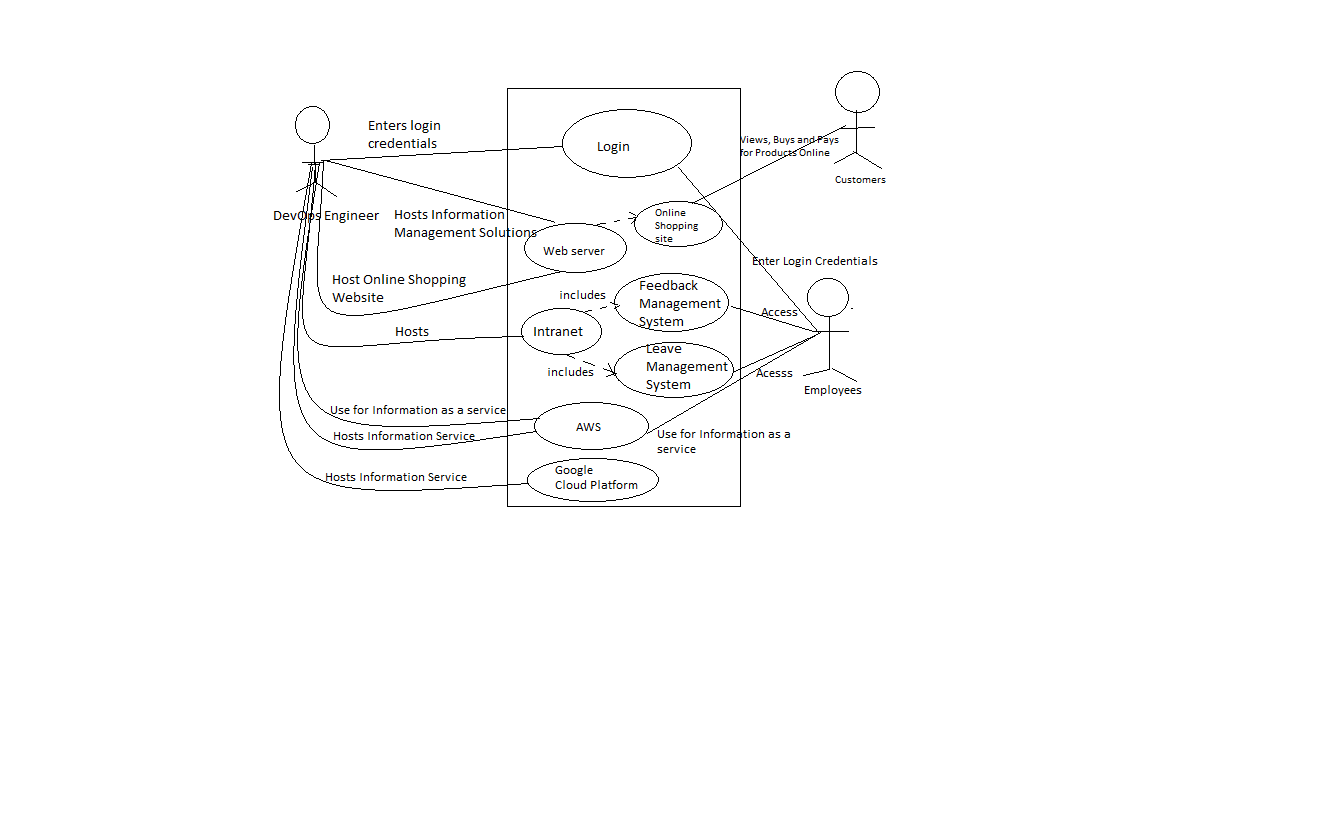 Enters login
credentials
Login
Views, Buys and Pays
for Products Online
Customers
DevOps Engineer
Hosts Information
Management Solutions
Online
Shopping
site
Web server
Enter Login Credentials
Host Online Shopping
Website
includes
Feedback
Management
System
Access
Hosts
Intranet
includes
Leave
Management
System
Acesss
Employees
Use for Information as a service
AWS
Hosts Information Service
Use for Information as a
service
Hosts Information Service
Google
Cloud Platform